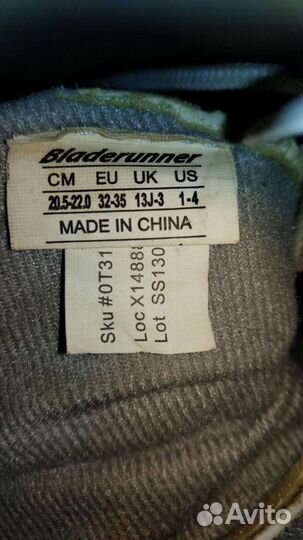 Bladerunner
CM EU UK US
20.5-22.0 32-35 13J-3 1-4
MADE IN CHINA
Sku #0T31
Loc X1488
Lot SS130
Avito